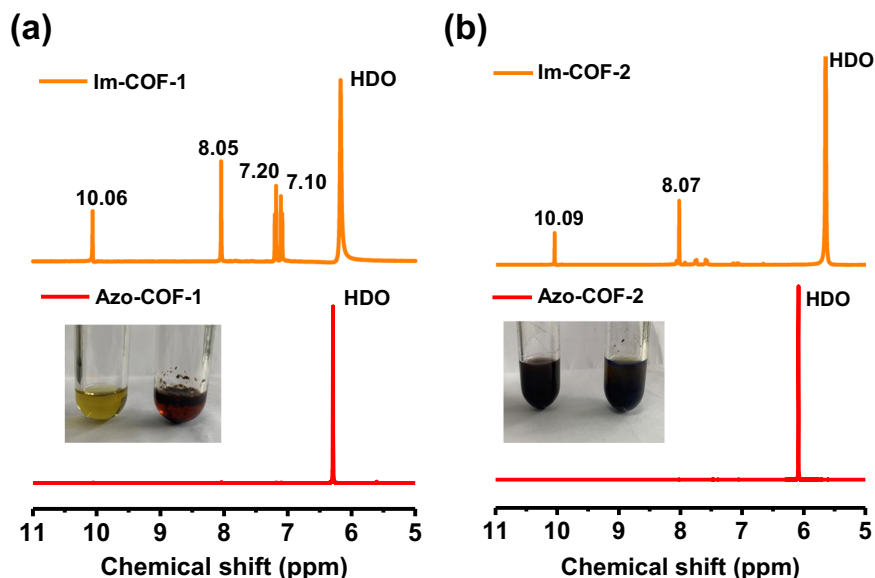 (a)
Im-COF-1
HDO
8.05
7.20
7.10
10.06
Azo-COF-1
HDO
11 10 9 8 7 6 5
Chemical shift (ppm)
(b)
Im-COF-2
HDO
8.07
10.09
Azo-COF-2
HDO
11 10 9 8 7 6 5
Chemical shift (ppm)